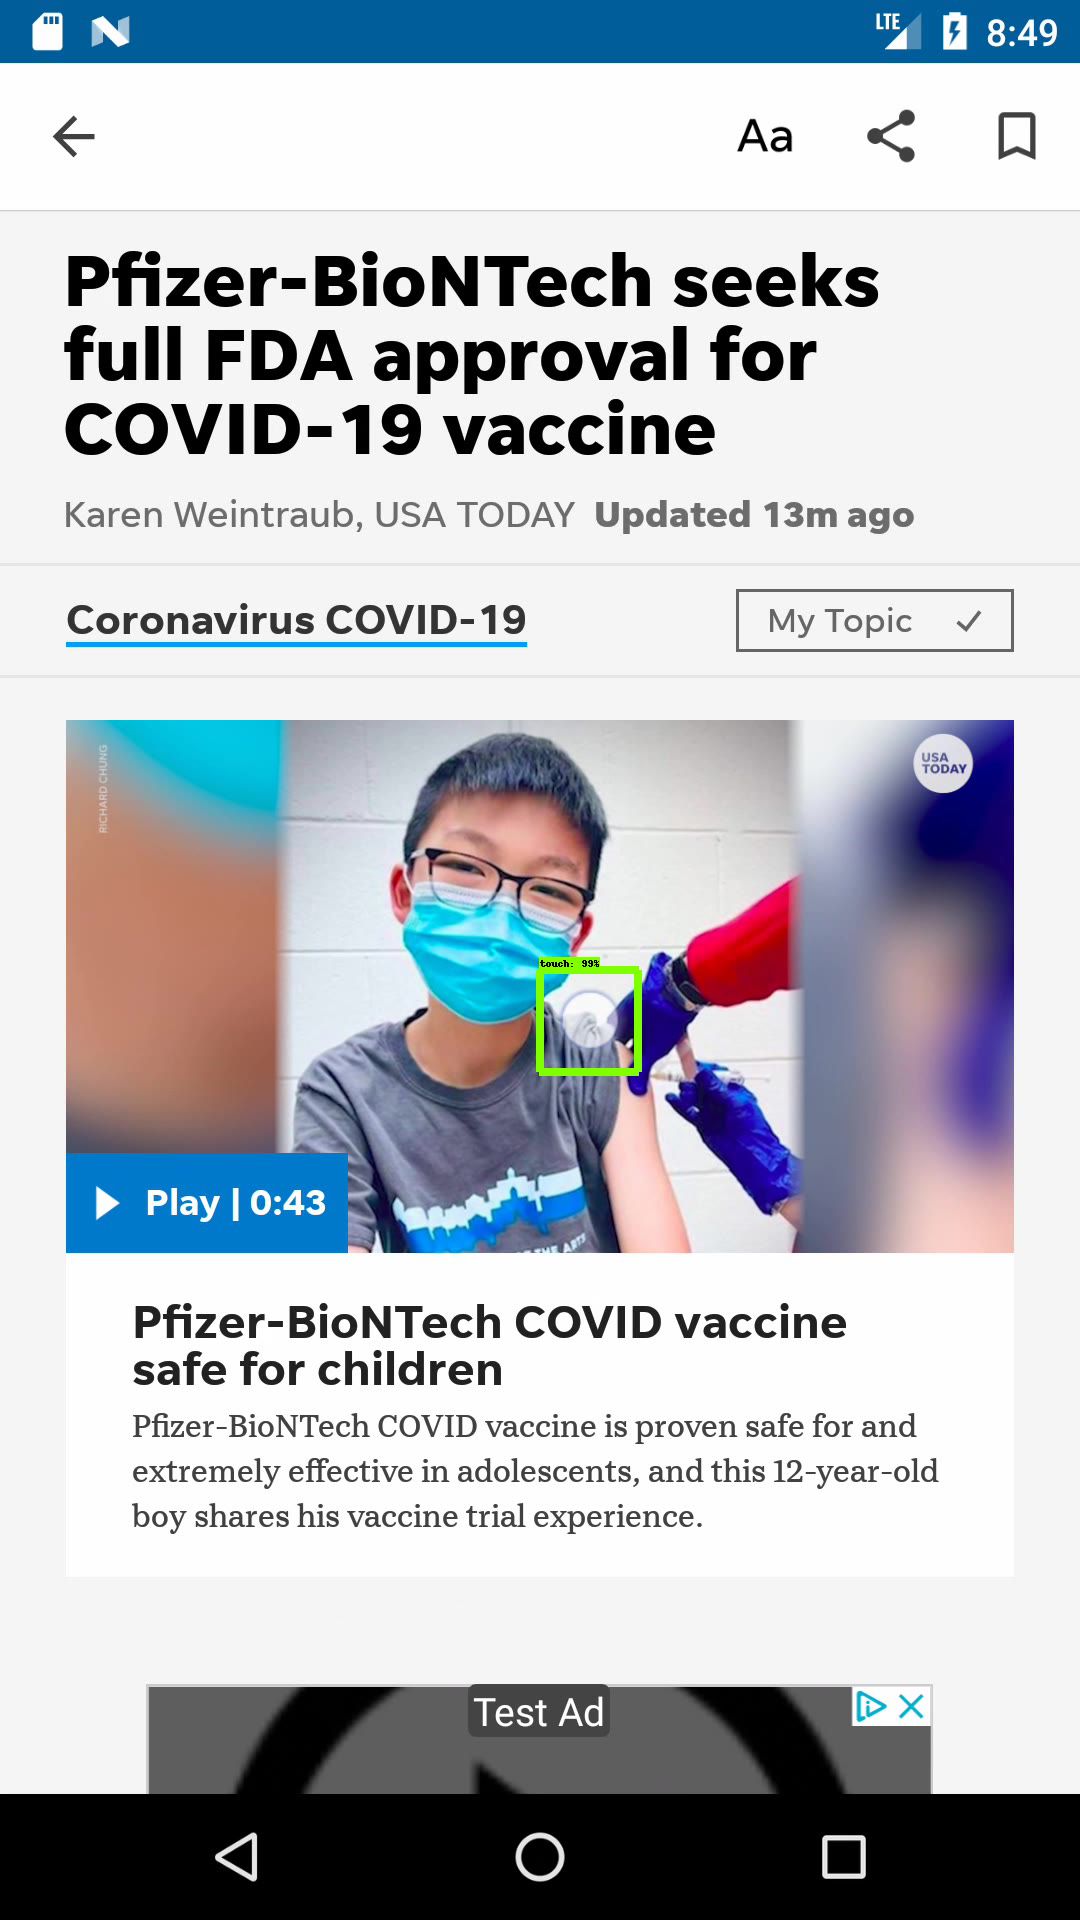 LTE 8:49
Aa
Pfizer-BioNTech seeks
full FDA approval for
COVID-19 vaccine
Karen Weintraub, USA TODAY Updated 13m ago
Coronavirus COVID-19
My Topic
RICHARD CHUNG
USA
TODAY
touch: 99%
THE ARTS
Play | 0:43
Pfizer-BioNTech COVID vaccine
safe for children
Pfizer-BioNTech COVID vaccine is proven safe for and
extremely effective in adolescents, and this 12-year-old
boy shares his vaccine trial experience.
Test Ad